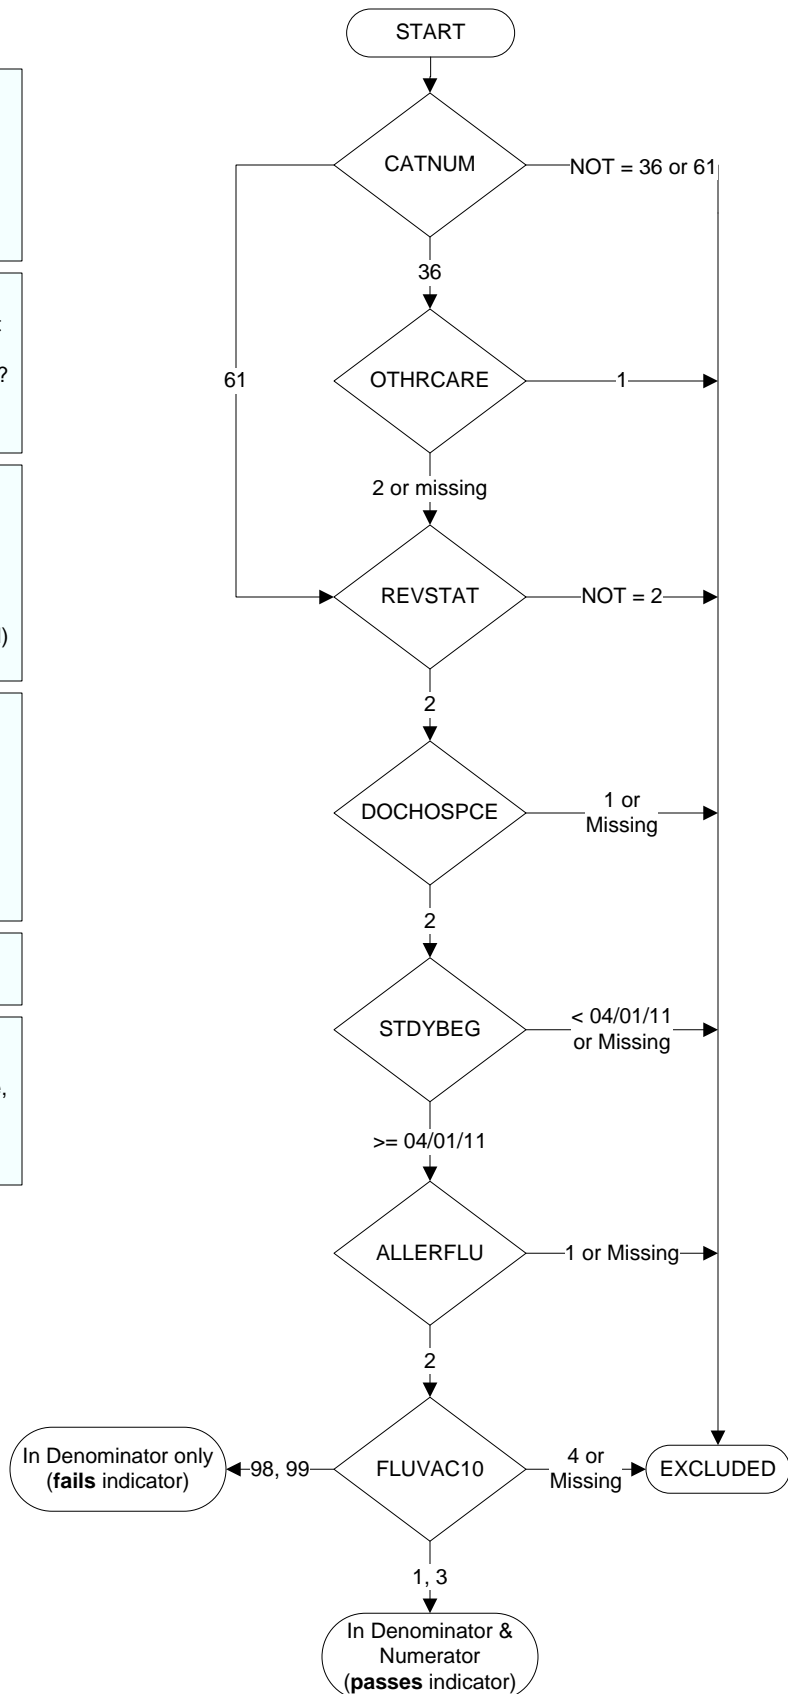 START
CATNUM
NOT = 36 or 61
36
?
OTHRCARE
1
61
2 or missing
REVSTAT
NOT = 2
)
2
DOCHOSPCE
1 or
Missing
2
STDYBEG
< 04/01/11
or Missing
,
>= 04/01/11
ALLERFLU
1 or Missing
2
In Denominator only
(fails indicator)
98, 99
FLUVAC10
4 or
Missing
EXCLUDED
1, 3
In Denominator &
Numerator
(passes indicator)